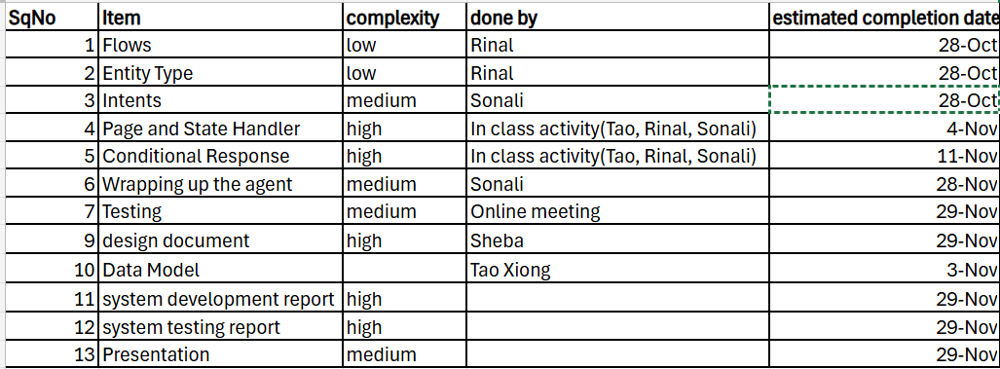 SqNo Item complexity done by estimated completion date
1 Flows low Rinal 28-Oct
2 Entity Type low Rinal 28-Oct
3 Intents medium Sonali 28-Oct
4 Page and State Handler high In class activity(Tao, Rinal, Sonali) 4-Nov
5 Conditional Response high In class activity(Tao, Rinal, Sonali) 11-Nov
6 Wrapping up the agent medium Sonali 28-Nov
7 Testing medium Online meeting 29-Nov
9 design document high Sheba 29-Nov
10 Data Model Tao Xiong 3-Nov
11 system development report high 29-Nov
12 system testing report high 29-Nov
13 Presentation medium 29-Nov